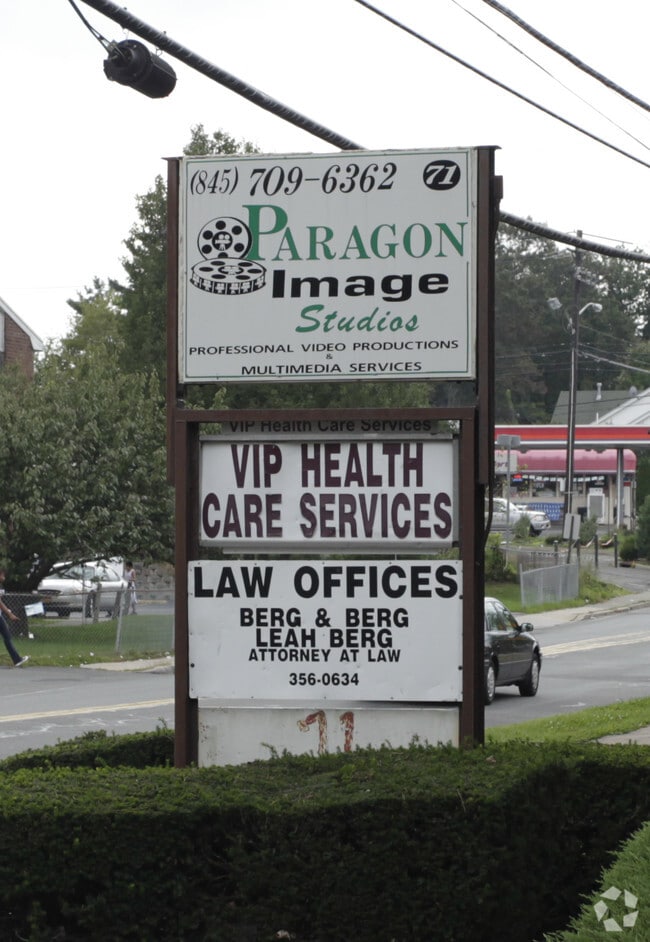 (845) 709-6362 71
PARAGON
Image
Studios
PROFESSIONAL VIDEO PRODUCTIONS
&
MULTIMEDIA SERVICES
VIP Health Care Services
VIP HEALTH
CARE SERVICES
LAW OFFICES
BERG & BERG
LEAH BERG
ATTORNEY AT LAW
356-0634
71